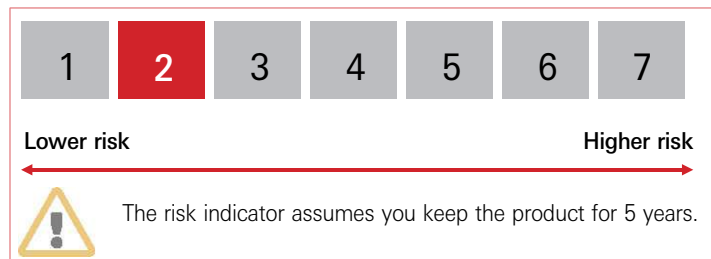 1 2 3 4 5 6 7
Lower risk Higher risk
The risk indicator assumes you keep the product for 5 years.